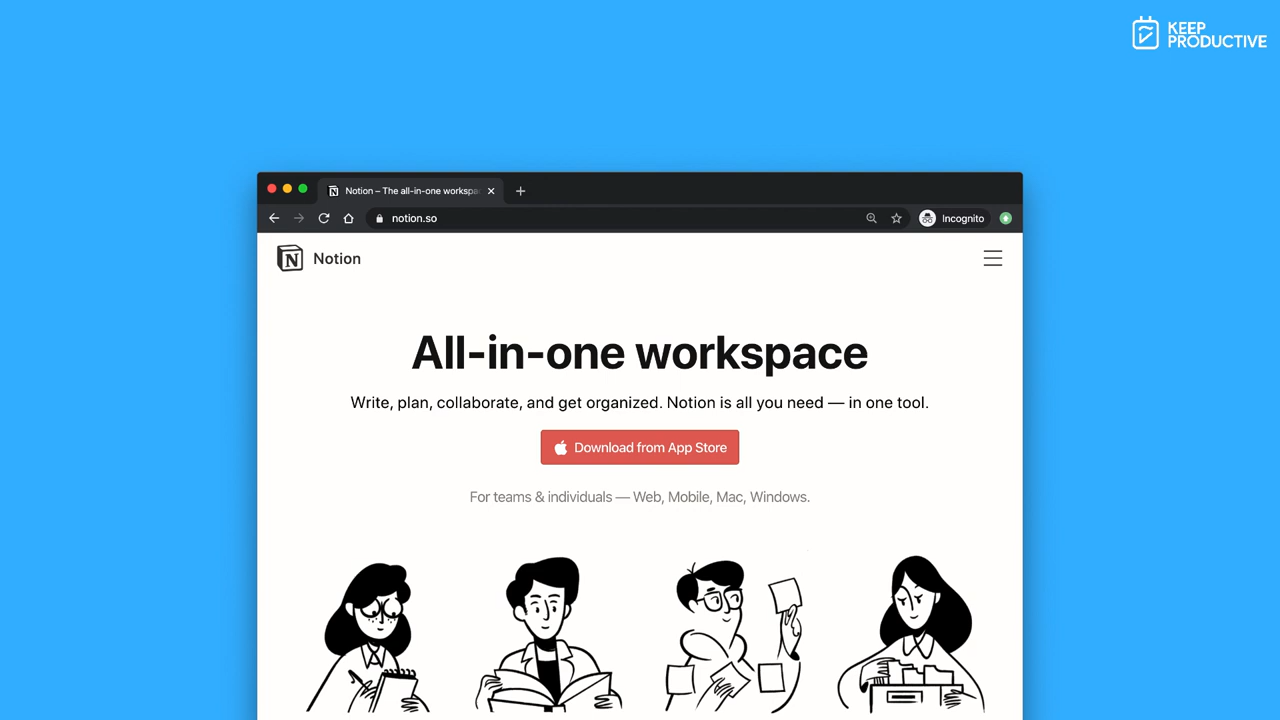 KEEP
PRODUCTIVE
Notion – The all-in-one workspa
notion.so
Incognito
Notion
All-in-one workspace
Write, plan, collaborate, and get organized. Notion is all you need — in one tool.
Download from App Store
For teams & individuals — Web, Mobile, Mac, Windows.